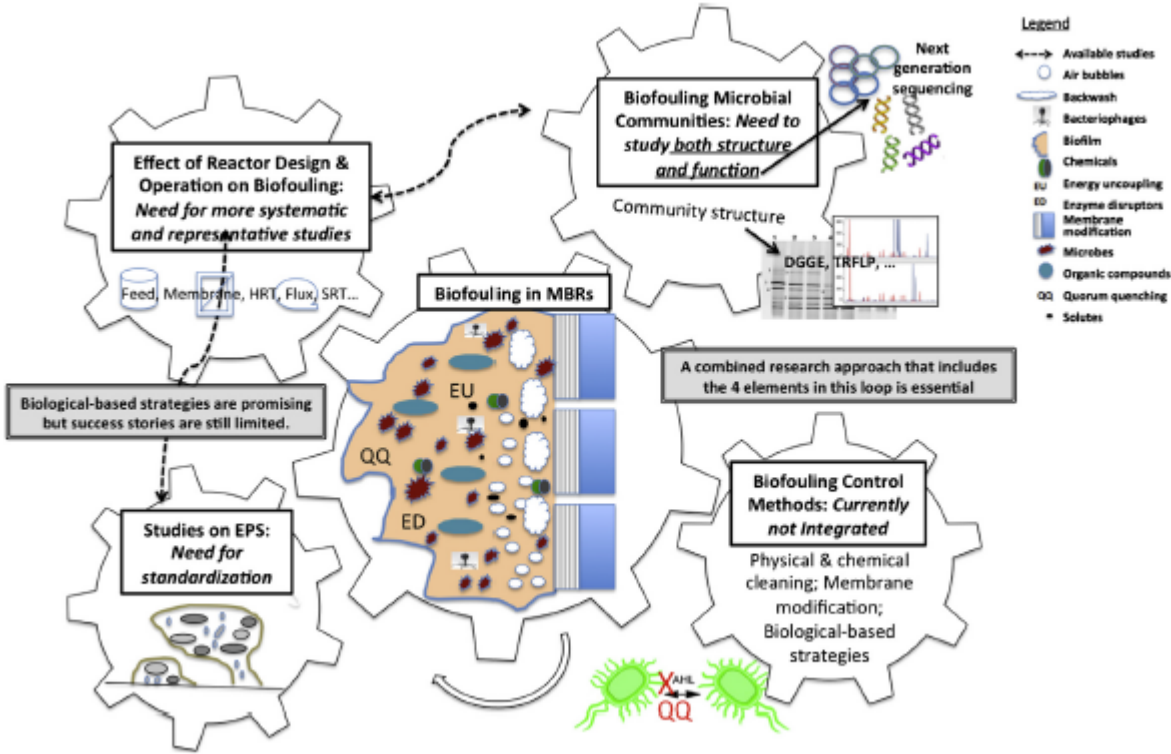 Legend
Available studies
Air bubbles
Backwash
Bacteriophages
Biofilm
Chemicals
EU Energy uncoupling
ED Enzyme disruptors
Membrane
modification
Microbes
Organic compounds
QQ Quorum quenching
Solutes
Next
generation
sequencing
Biofouling Microbial
Communities: Need to
study both structure
and function
Community structure
DGGE, TRFLP, ...
Effect of Reactor Design &
Operation on Biofouling:
Need for more systematic
and representative studies
Feed, Membrane, HRT, Flux, SRT...
Biofouling in MBRs
EU
QQ
ED
A combined research approach that includes
the 4 elements in this loop is essential
Biological-based strategies are promising
but success stories are still limited.
Biofouling Control
Methods: Currently
not Integrated
Physical & chemical
cleaning; Membrane
modification;
Biological-based
strategies
Studies on EPS:
Need for
standardization
X AHL
QQ